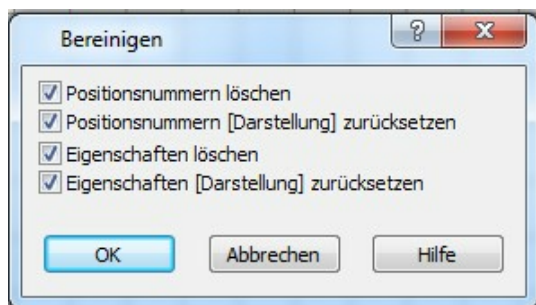 Bereinigen
?
X
Positionsnummern löschen
Positionsnummern [Darstellung] zurücksetzen
Eigenschaften löschen
Eigenschaften [Darstellung] zurücksetzen
OK Abbrechen Hilfe